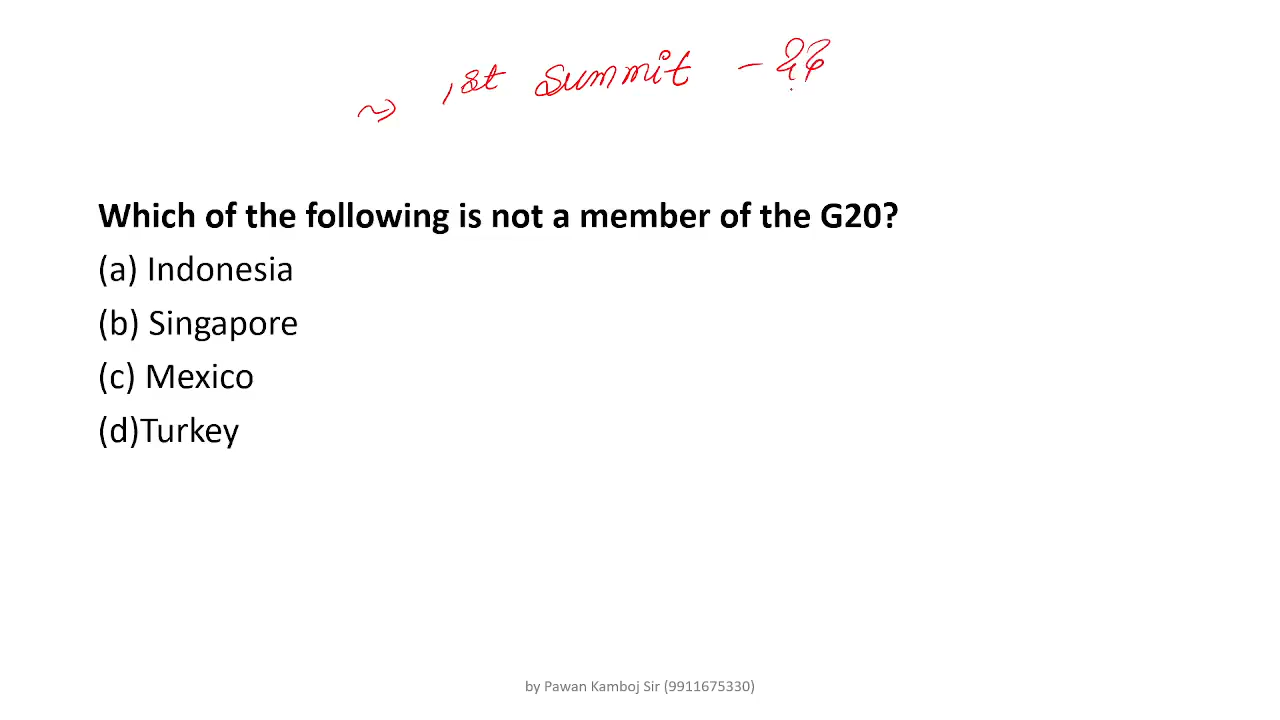 ⇒ 1st Summit - ??
Which of the following is not a member of the G20?
(a) Indonesia
(b) Singapore
(c) Mexico
(d)Turkey
by Pawan Kamboj Sir (9911675330)